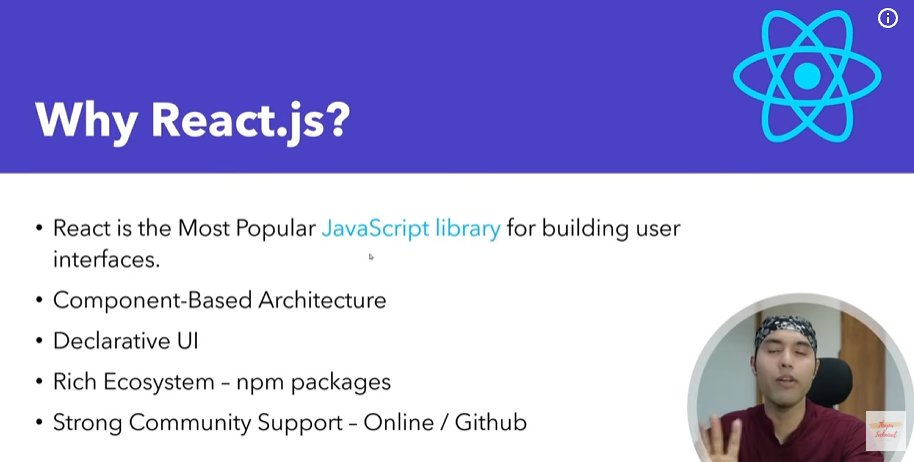 Why React.js?
• React is the Most Popular JavaScript library for building user
interfaces.
• Component-Based Architecture
• Declarative UI
• Rich Ecosystem – npm packages
• Strong Community Support – Online / Github
Technical